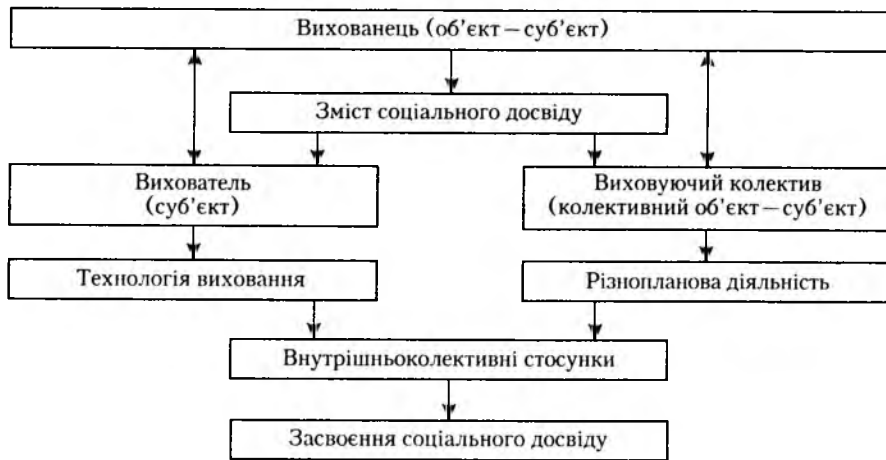 Вихованець (об’єкт – суб’єкт)
Зміст соціального досвіду
Вихователь
(суб’єкт)
Виховуючий колектив
(колективний об’єкт – суб’єкт)
Технологія виховання
Різнопланова діяльність
Внутрішньоколективні стосунки
Засвоєння соціального досвіду